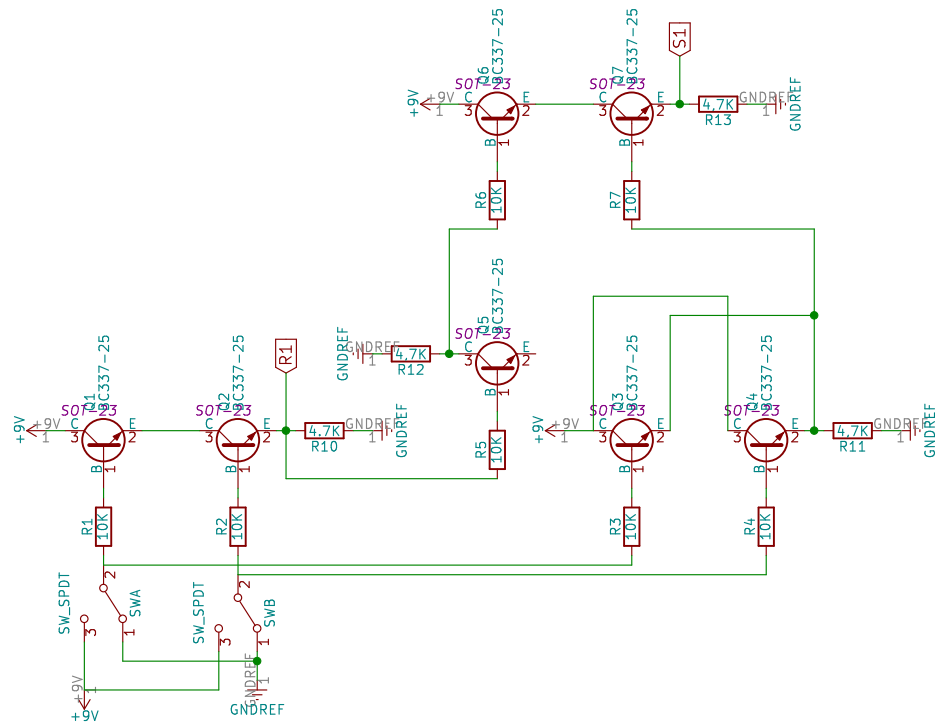 Q6
BC337-25
SOT-23
+9V
+9V
1
C
3
E
2
B
1
R6
10K
Q7
BC337-25
SOT-23
C
3
E
2
B
1
R7
10K
S1
4,7K
R13
GNDREF
1
GNDREF
Q5
BC337-25
SOT-23
C
3
E
2
B
1
R5
10K
GNDREF
GNDREF
1
4,7K
R12
Q1
BC337-25
SOT-23
+9V
+9V
1
C
3
E
2
B
1
R1
10K
Q2
BC337-25
SOT-23
C
3
E
2
B
1
R2
10K
R1
4.7K
R10
GNDREF
1
GNDREF
Q3
BC337-25
SOT-23
+9V
+9V
1
C
3
E
2
B
1
R3
10K
Q4
BC337-25
SOT-23
C
3
E
2
B
1
R4
10K
4,7K
R11
GNDREF
1
GNDREF
SW_SPDT
2
SWA
3
1
SW_SPDT
2
SWB
3
1
+9V
1
+9V
GNDREF
1
GNDREF